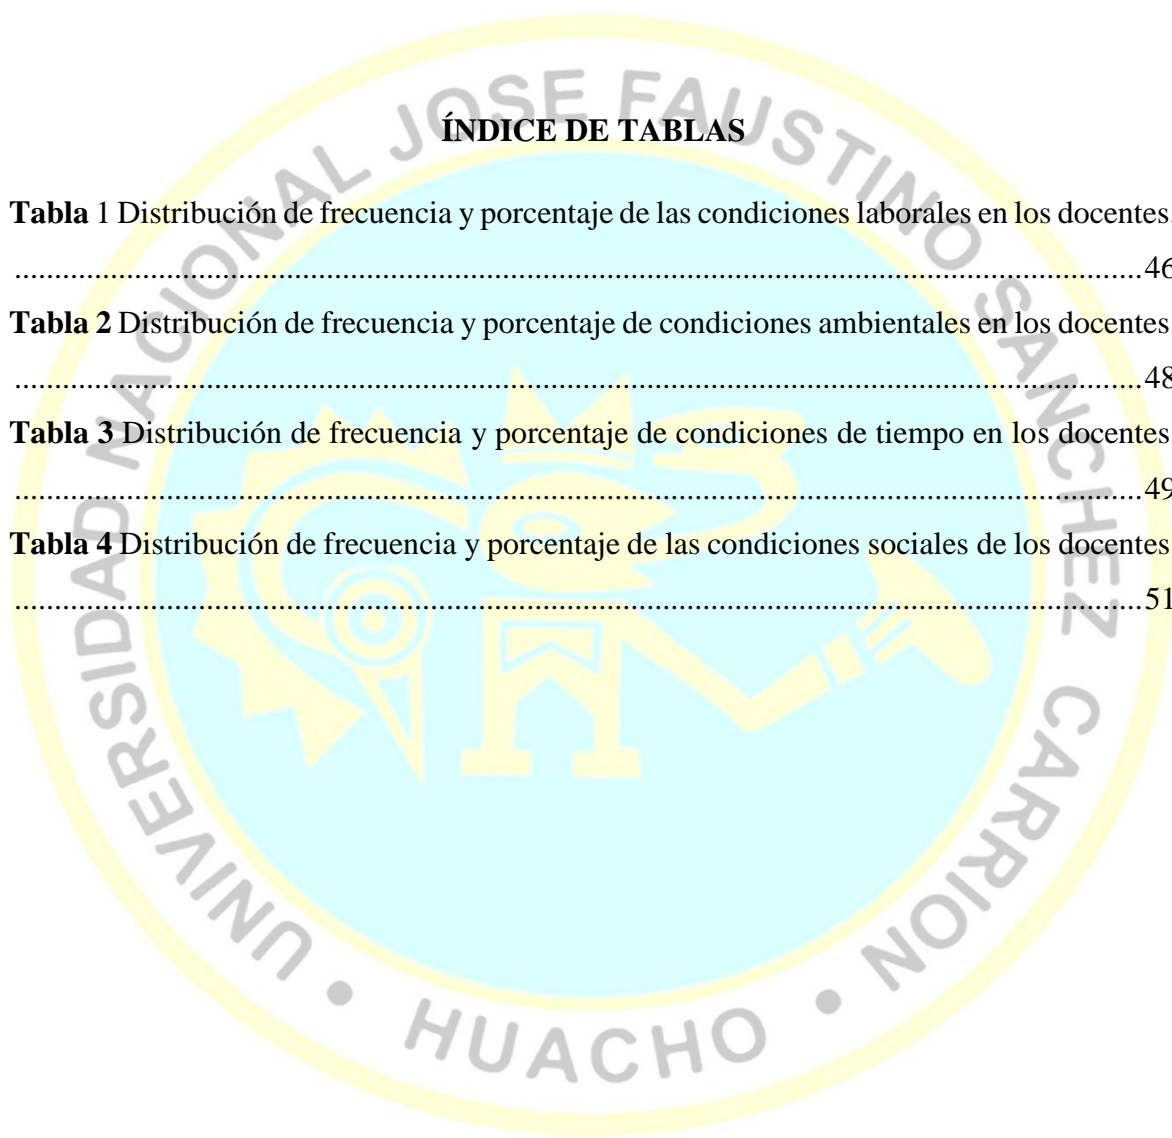 ÍNDICE DE TABLAS
Tabla 1 Distribución de frecuencia y porcentaje de las condiciones laborales en los docentes.
....................................................................................................................................46
Tabla 2 Distribución de frecuencia y porcentaje de condiciones ambientales en los docentes
....................................................................................................................................48
Tabla 3 Distribución de frecuencia y porcentaje de condiciones de tiempo en los docentes
....................................................................................................................................49
Tabla 4 Distribución de frecuencia y porcentaje de las condiciones sociales de los docentes
....................................................................................................................................51
UNIVERSIDAD NACIONAL JOSE FAUSTINO SANCHEZ CARRION • HUACHO •